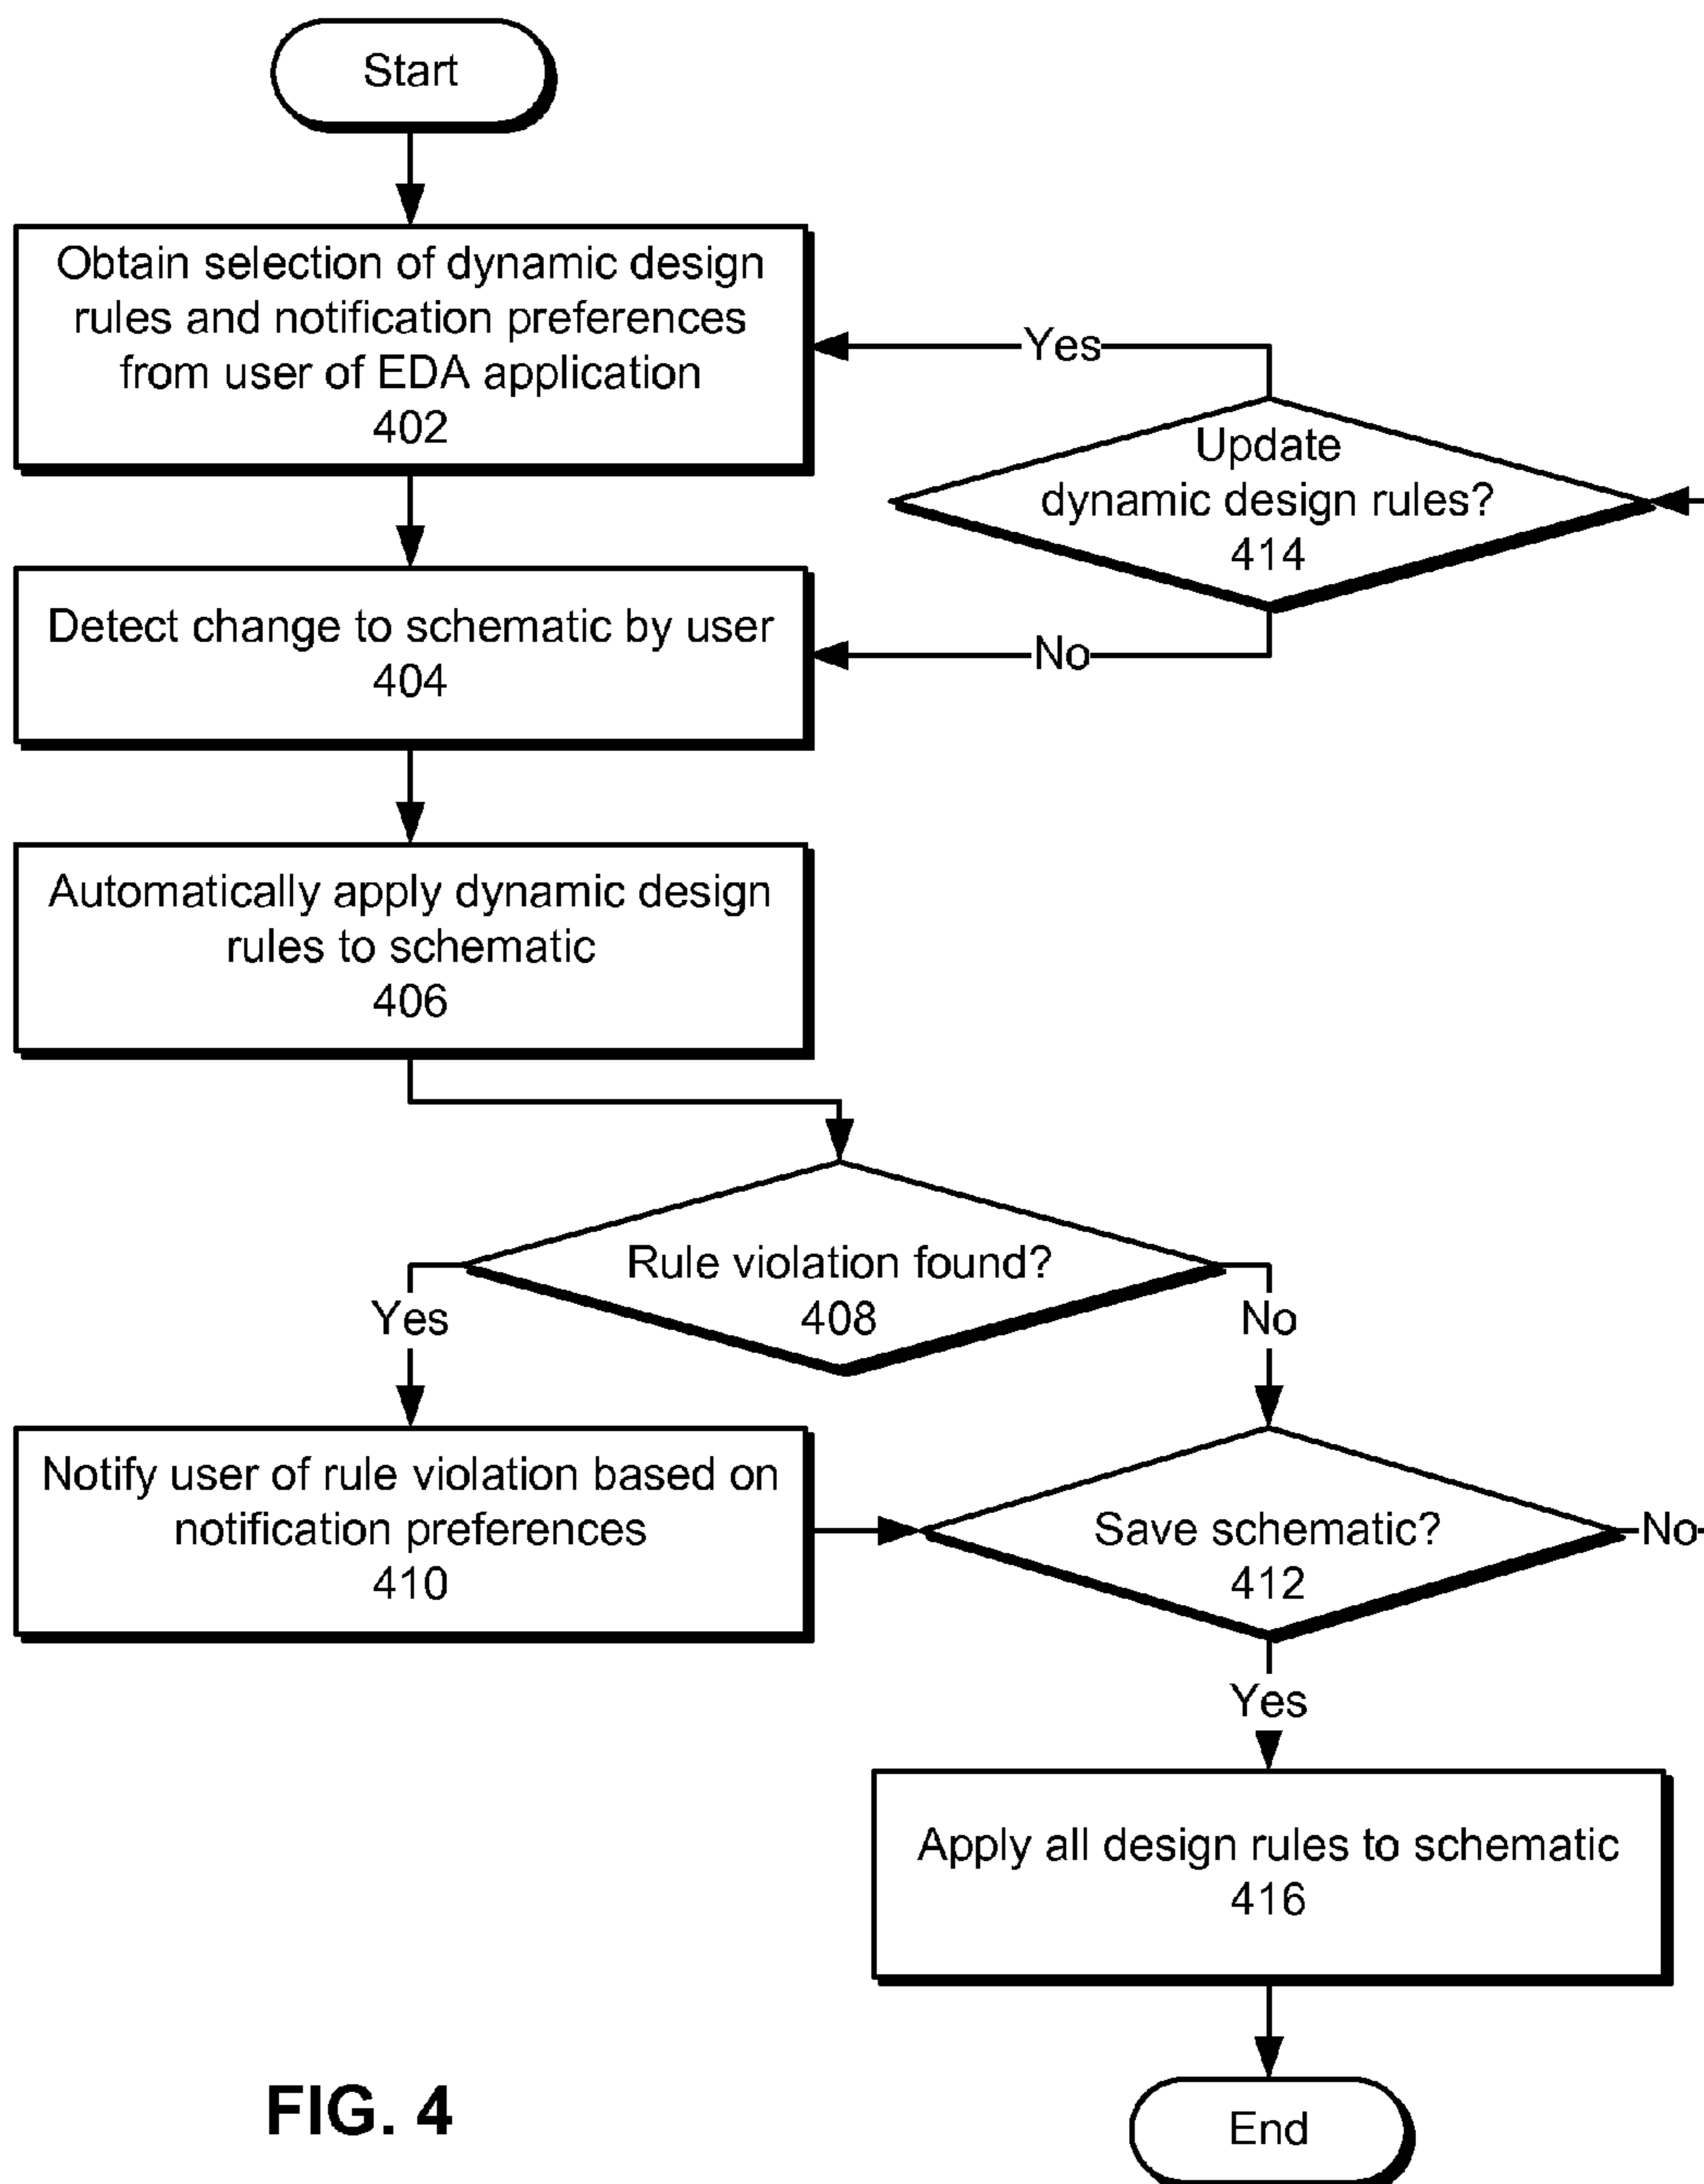 Start
Obtain selection of dynamic design
rules and notification preferences
from user of EDA application
402
Yes
Update
dynamic design rules?
414
Detect change to schematic by user
404
No
Automatically apply dynamic design
rules to schematic
406
Rule violation found?
408
Yes
No
Notify user of rule violation based on
notification preferences
410
Save schematic?
412
No
Yes
Apply all design rules to schematic
416
End
FIG. 4